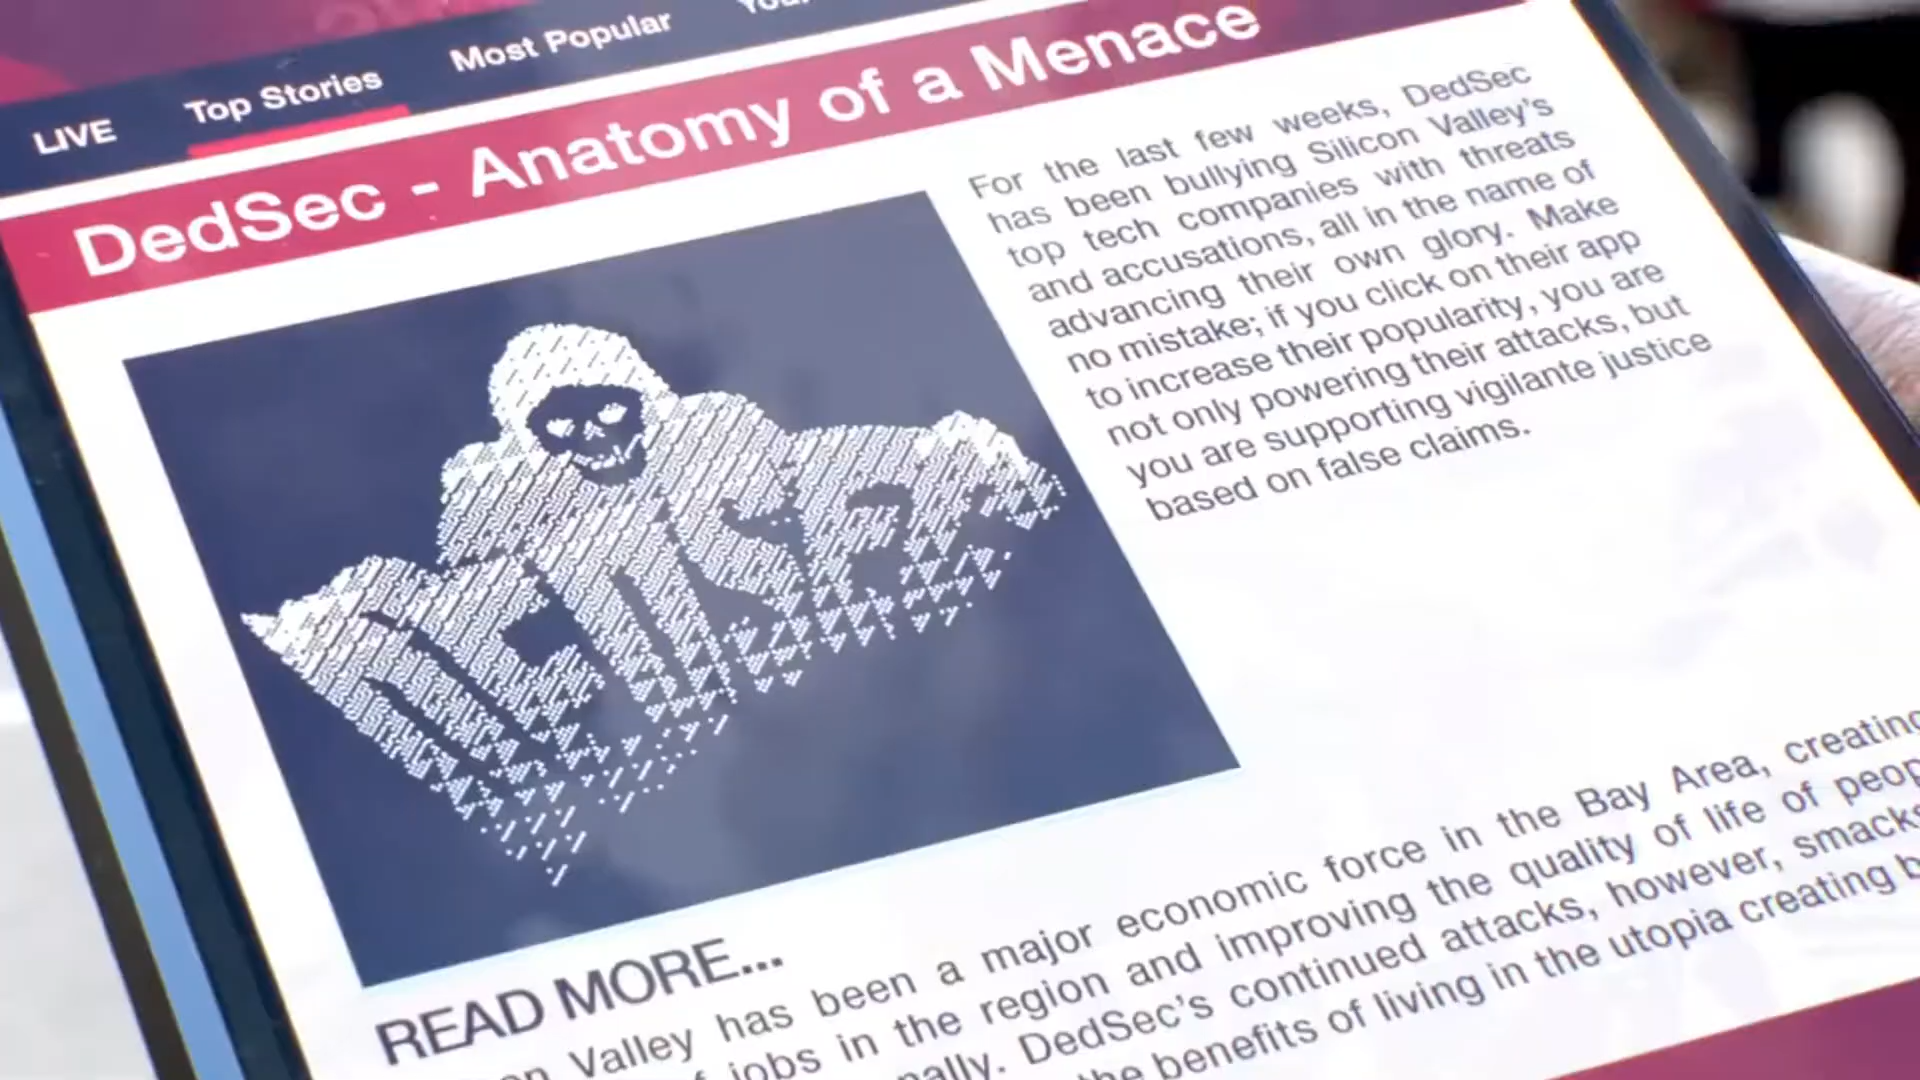 LIVE
Top Stories
Most Popular
DedSec - Anatomy of a Menace
For the last few weeks, DedSec
has been bullying Silicon Valley's
top tech companies with threats
and accusations, all in the name of
advancing their own glory. Make
no mistake; if you click on their app
to increase their popularity, you are
not only powering their attacks, but
you are supporting vigilante justice
based on false claims.
DEDSEC
READ MORE...
Valley has been a major economic force in the Bay Area, creating
jobs in the region and improving the quality of life of
DedSec's continued attacks, however, smacks
the benefits of living in the utopia creating